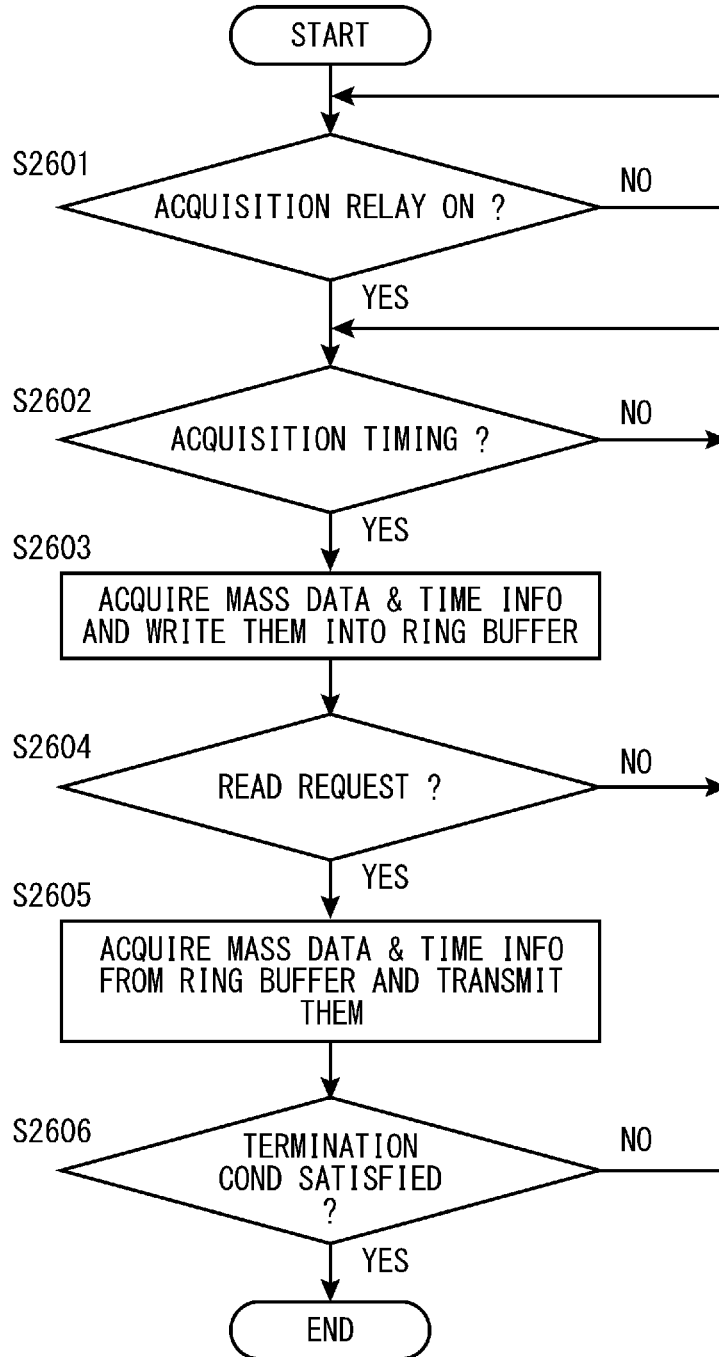 START
S2601
ACQUISITION RELAY ON ?
NO
YES
S2602
ACQUISITION TIMING ?
NO
YES
S2603
ACQUIRE MASS DATA & TIME INFO
AND WRITE THEM INTO RING BUFFER
S2604
READ REQUEST ?
NO
YES
S2605
ACQUIRE MASS DATA & TIME INFO
FROM RING BUFFER AND TRANSMIT
THEM
S2606
TERMINATION
COND SATISFIED
?
NO
YES
END